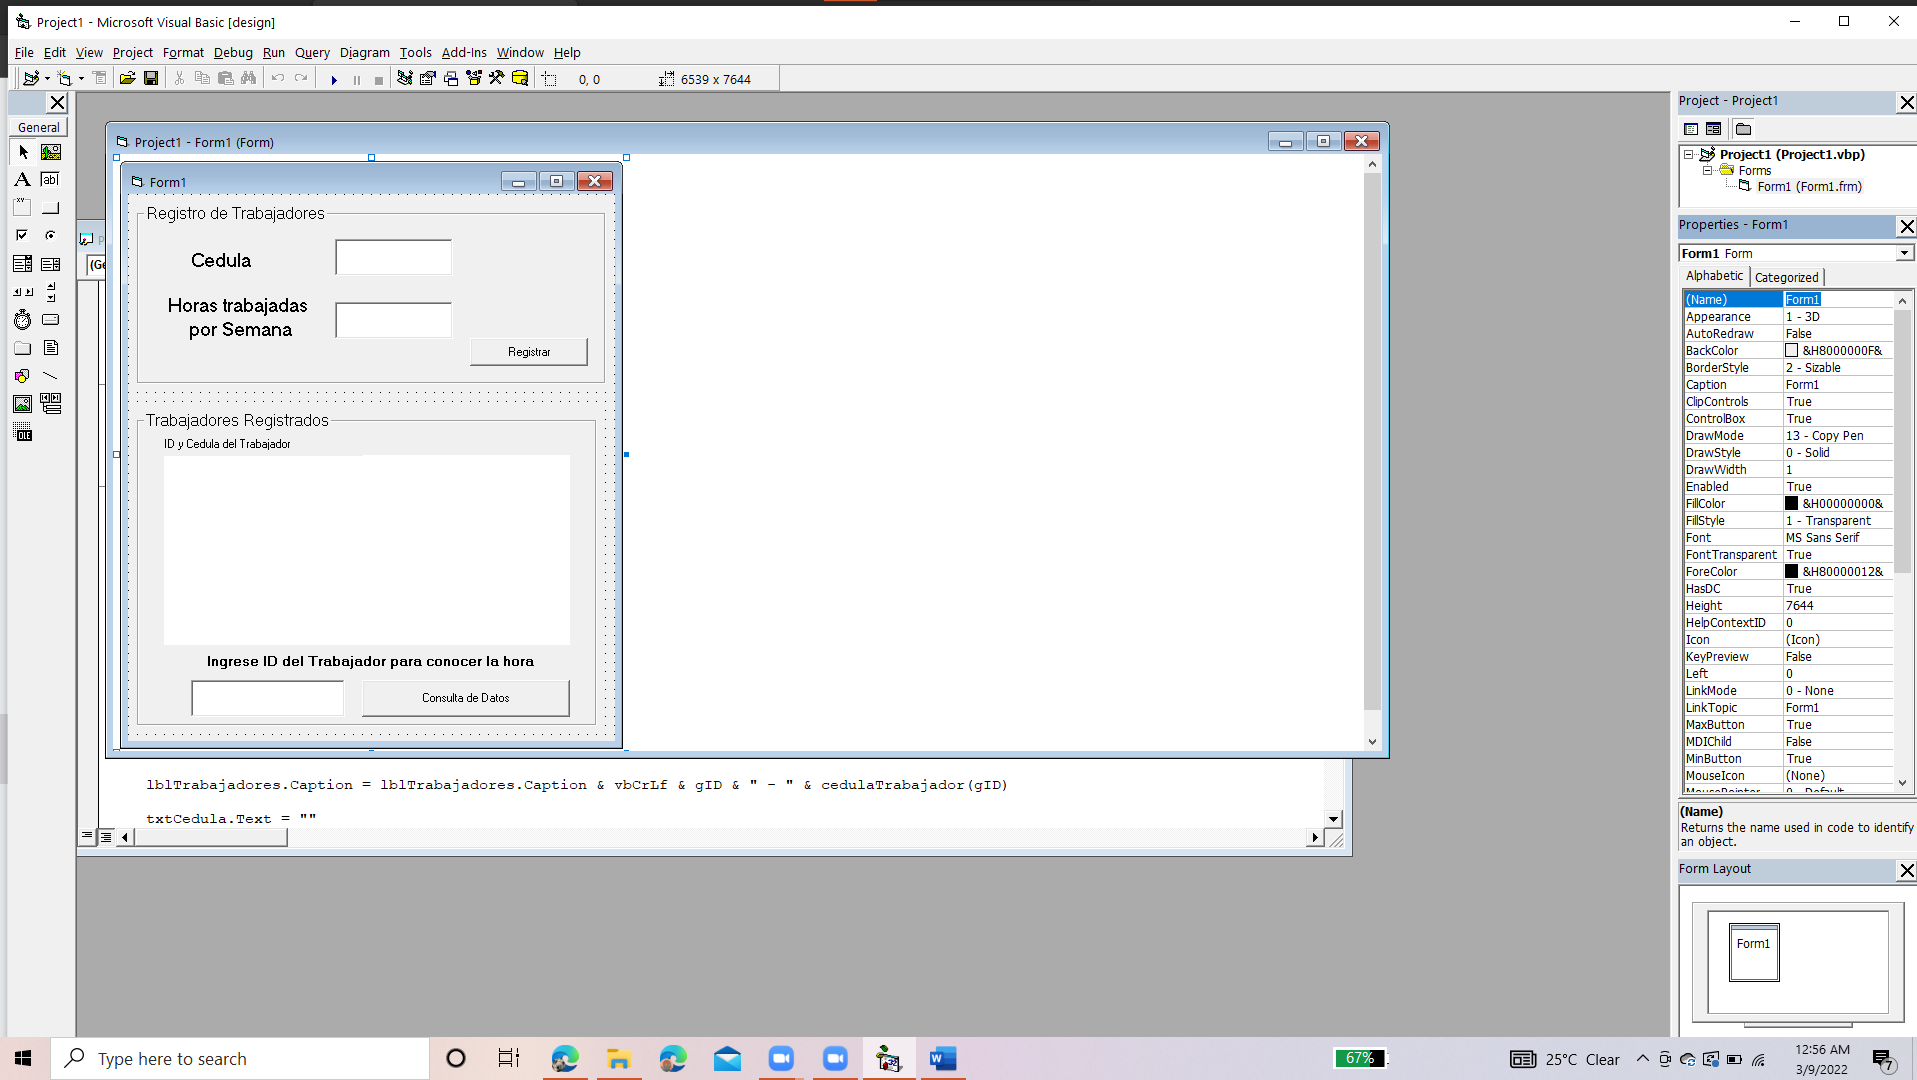 Project1 - Microsoft Visual Basic [design]
File Edit View Project Format Debug Run Query Diagram Tools Add-Ins Window Help
0, 0 6539 x 7644
General
Project1 - Form1 (Form)
Form1
Registro de Trabajadores
Cedula
Horas trabajadas
por Semana
Registrar
Trabajadores Registrados
ID y Cedula del Trabajador
Ingrese ID del Trabajador para conocer la hora
Consulta de Datos
lblTrabajadores.Caption = lblTrabajadores.Caption & vbCrLf & gID & " - " & cedulaTrabajador(gID)
txtCedula.Text = ""
Project - Project1
Project1 (Project1.vbp)
Forms
Form1 (Form1.frm)
Properties - Form1
Form1 Form
Alphabetic Categorized
(Name) Form1
Appearance 1 - 3D
AutoRedraw False
BackColor &H8000000F&
BorderStyle 2 - Sizable
Caption Form1
ClipControls True
ControlBox True
DrawMode 13 - Copy Pen
DrawStyle 0 - Solid
DrawWidth 1
Enabled True
FillColor &H00000000&
FillStyle 1 - Transparent
Font MS Sans Serif
FontTransparent True
ForeColor &H80000012&
HasDC True
Height 7644
HelpContextID 0
Icon (Icon)
KeyPreview False
Left 0
LinkMode 0 - None
LinkTopic Form1
MaxButton True
MDIChild False
MinButton True
MouseIcon (None)
MousePointer 0 - Default
(Name)
Returns the name used in code to identify
an object.
Form Layout
Form1
Type here to search
67%
25°C Clear
12:56 AM
3/9/2022
7